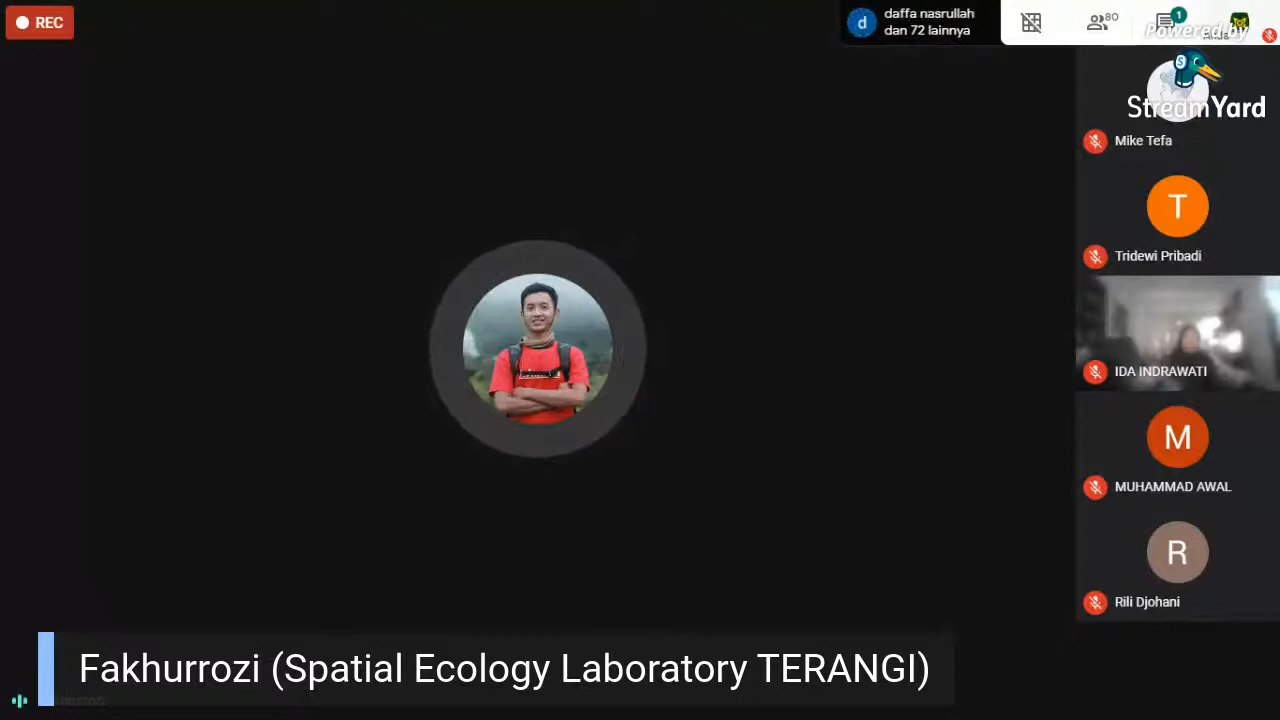 REC
d
daffa nasrullah
dan 72 lainnya
80
1
Anda
Powered by
StreamYard
Mike Tefa
T
Tridewi Pribadi
IDA INDRAWATI
M
MUHAMMAD AWAL
R
Rili Djohani
Fakhurrozi (Spatial Ecology Laboratory TERANGI)